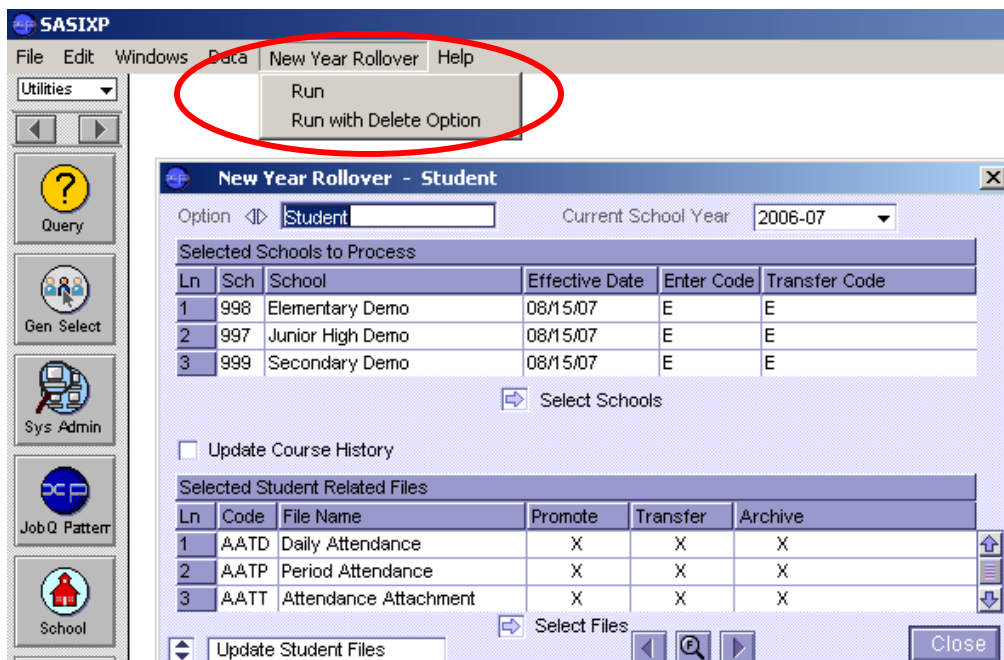 SASIXP
File Edit Windows Data New Year Rollover Help
Utilities
Run
Run with Delete Option
Query
Gen Select
Sys Admin
JobQ Patterr
School
New Year Rollover - Student
Option Student Current School Year 2006-07
Selected Schools to Process
Ln Sch School Effective Date Enter Code Transfer Code
1 998 Elementary Demo 08/15/07 E E
2 997 Junior High Demo 08/15/07 E E
3 999 Secondary Demo 08/15/07 E E
Select Schools
Update Course History
Selected Student Related Files
Ln Code File Name Promote Transfer Archive
1 AATD Daily Attendance X X X
2 AATP Period Attendance X X X
3 AATT Attendance Attachment X X X
Select Files
Update Student Files
Close